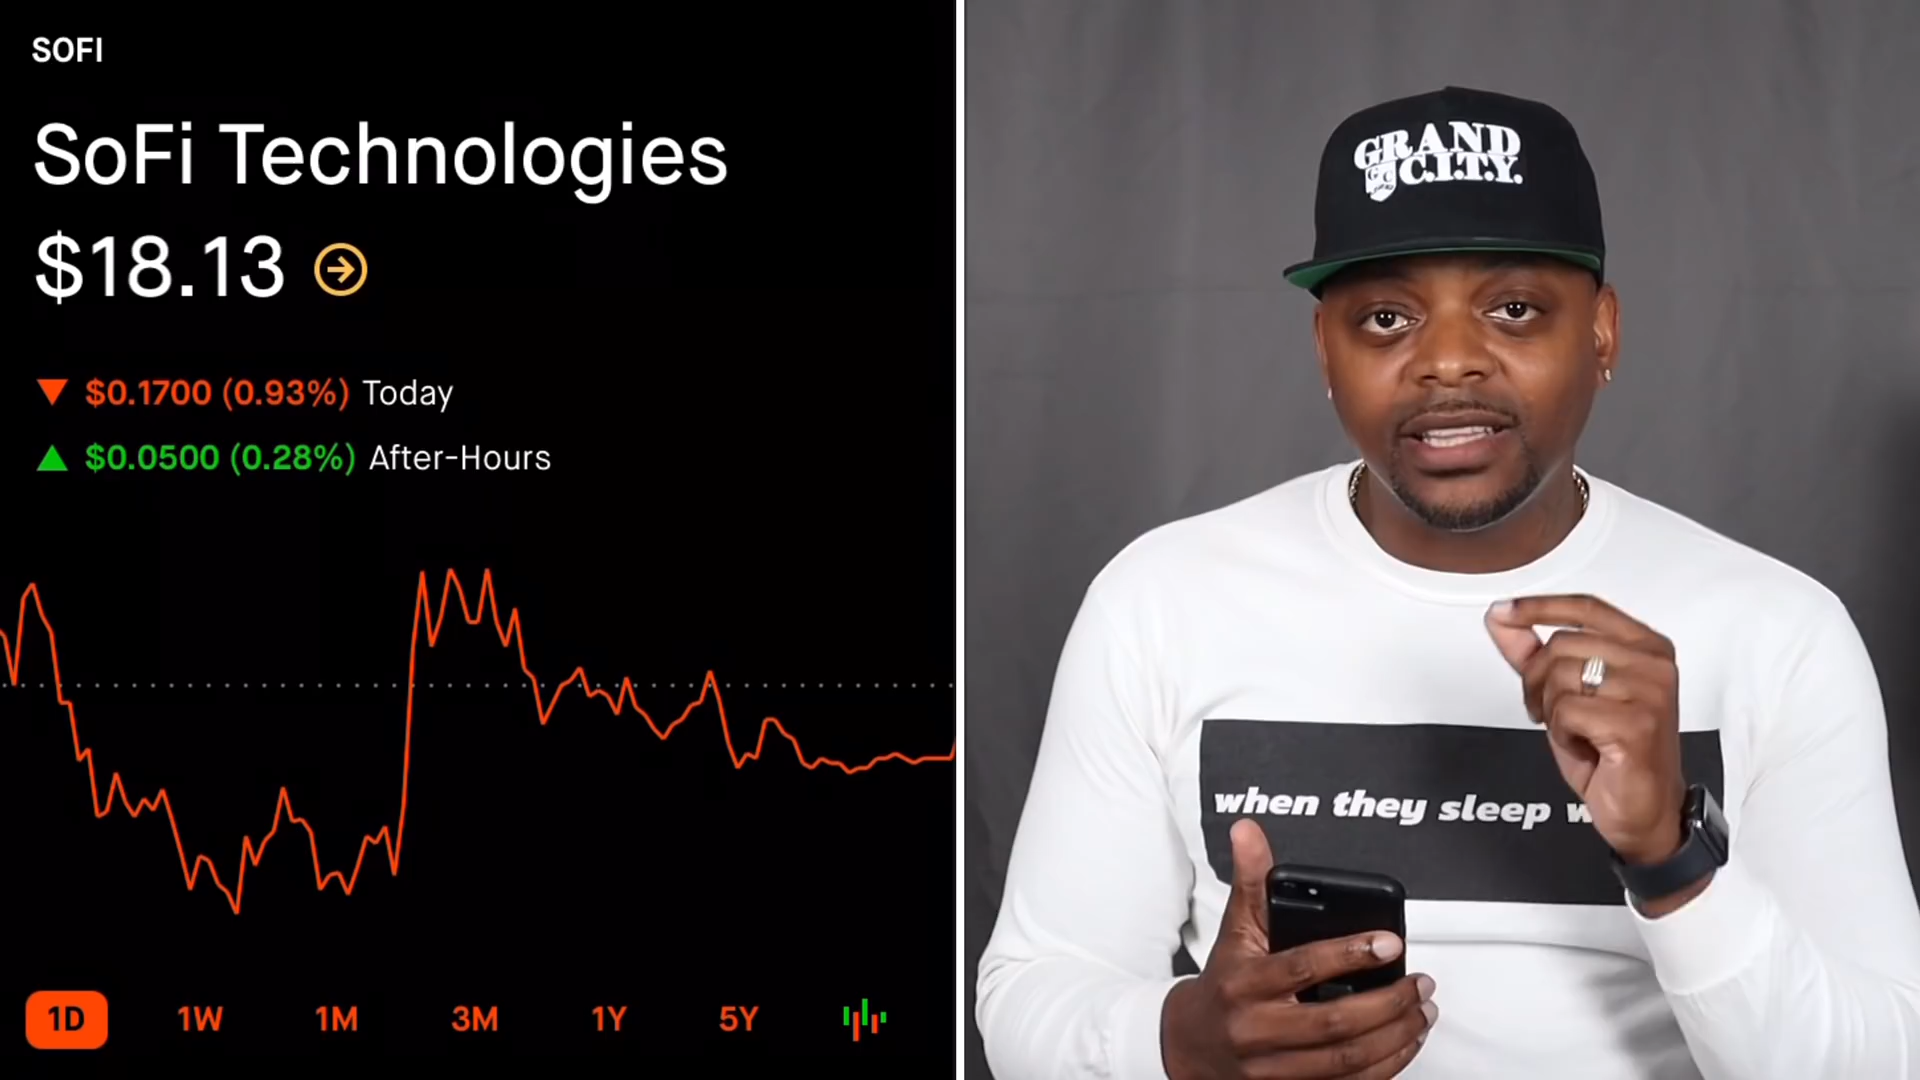 SOFI
SoFi Technologies
$18.13
▼ $0.1700 (0.93%) Today
▲ $0.0500 (0.28%) After-Hours
1D 1W 1M 3M 1Y 5Y
GRAND
C.I.T.Y.
GC
when they sleep w